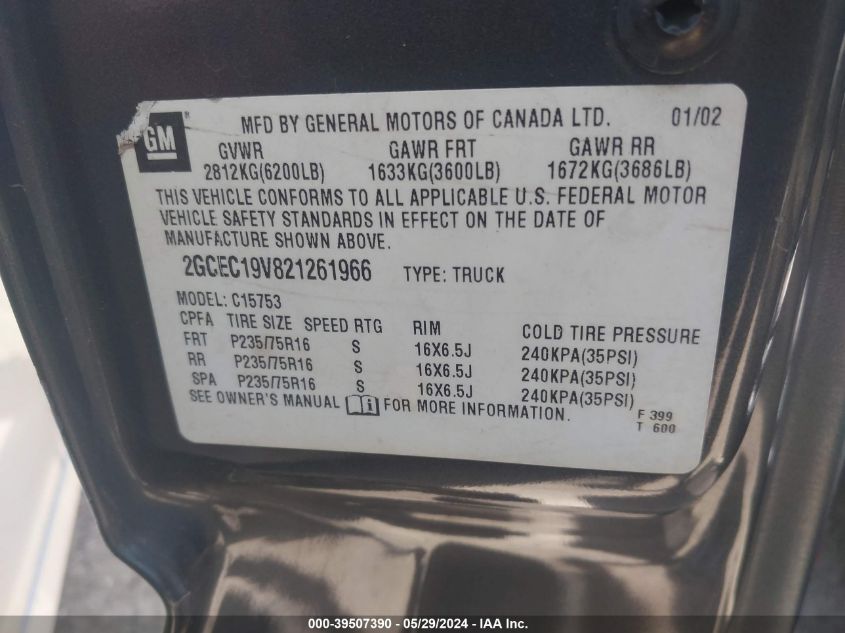 GM®
MFD BY GENERAL MOTORS OF CANADA LTD. 01/02
GVWR GAWR FRT GAWR RR
2812KG(6200LB) 1633KG(3600LB) 1672KG(3686LB)
THIS VEHICLE CONFORMS TO ALL APPLICABLE U.S. FEDERAL MOTOR
VEHICLE SAFETY STANDARDS IN EFFECT ON THE DATE OF
MANUFACTURE SHOWN ABOVE.
2GCEC19V821261966 TYPE: TRUCK
MODEL: C15753
CPFA TIRE SIZE SPEED RTG RIM COLD TIRE PRESSURE
FRT P235/75R16 S 16X6.5J 240KPA(35PSI)
RR P235/75R16 S 16X6.5J 240KPA(35PSI)
SPA P235/75R16 S 16X6.5J 240KPA(35PSI)
SEE OWNER'S MANUAL FOR MORE INFORMATION.
F 399
T 600
000-39507390 - 05/29/2024 - IAA Inc.